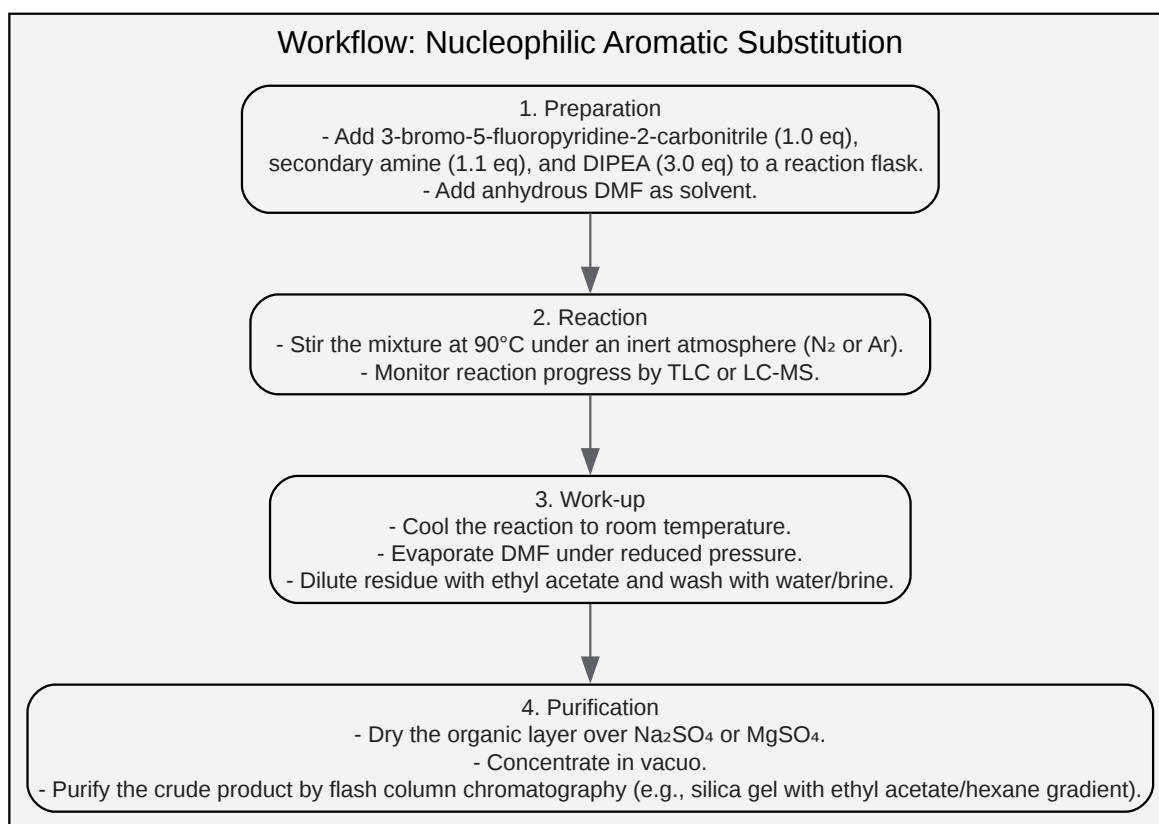 Workflow: Nucleophilic Aromatic Substitution
1. Preparation
- Add 3-bromo-5-fluoropyridine-2-carbonitrile (1.0 eq),
secondary amine (1.1 eq), and DIPEA (3.0 eq) to a reaction flask.
- Add anhydrous DMF as solvent.
2. Reaction
- Stir the mixture at 90°C under an inert atmosphere (N₂ or Ar).
- Monitor reaction progress by TLC or LC-MS.
3. Work-up
- Cool the reaction to room temperature.
- Evaporate DMF under reduced pressure.
- Dilute residue with ethyl acetate and wash with water/brine.
4. Purification
- Dry the organic layer over Na₂SO₄ or MgSO₄.
- Concentrate in vacuo.
- Purify the crude product by flash column chromatography (e.g., silica gel with ethyl acetate/hexane gradient).